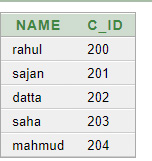 NAME C_ID
rahul 200
sajan 201
datta 202
saha 203
mahmud 204